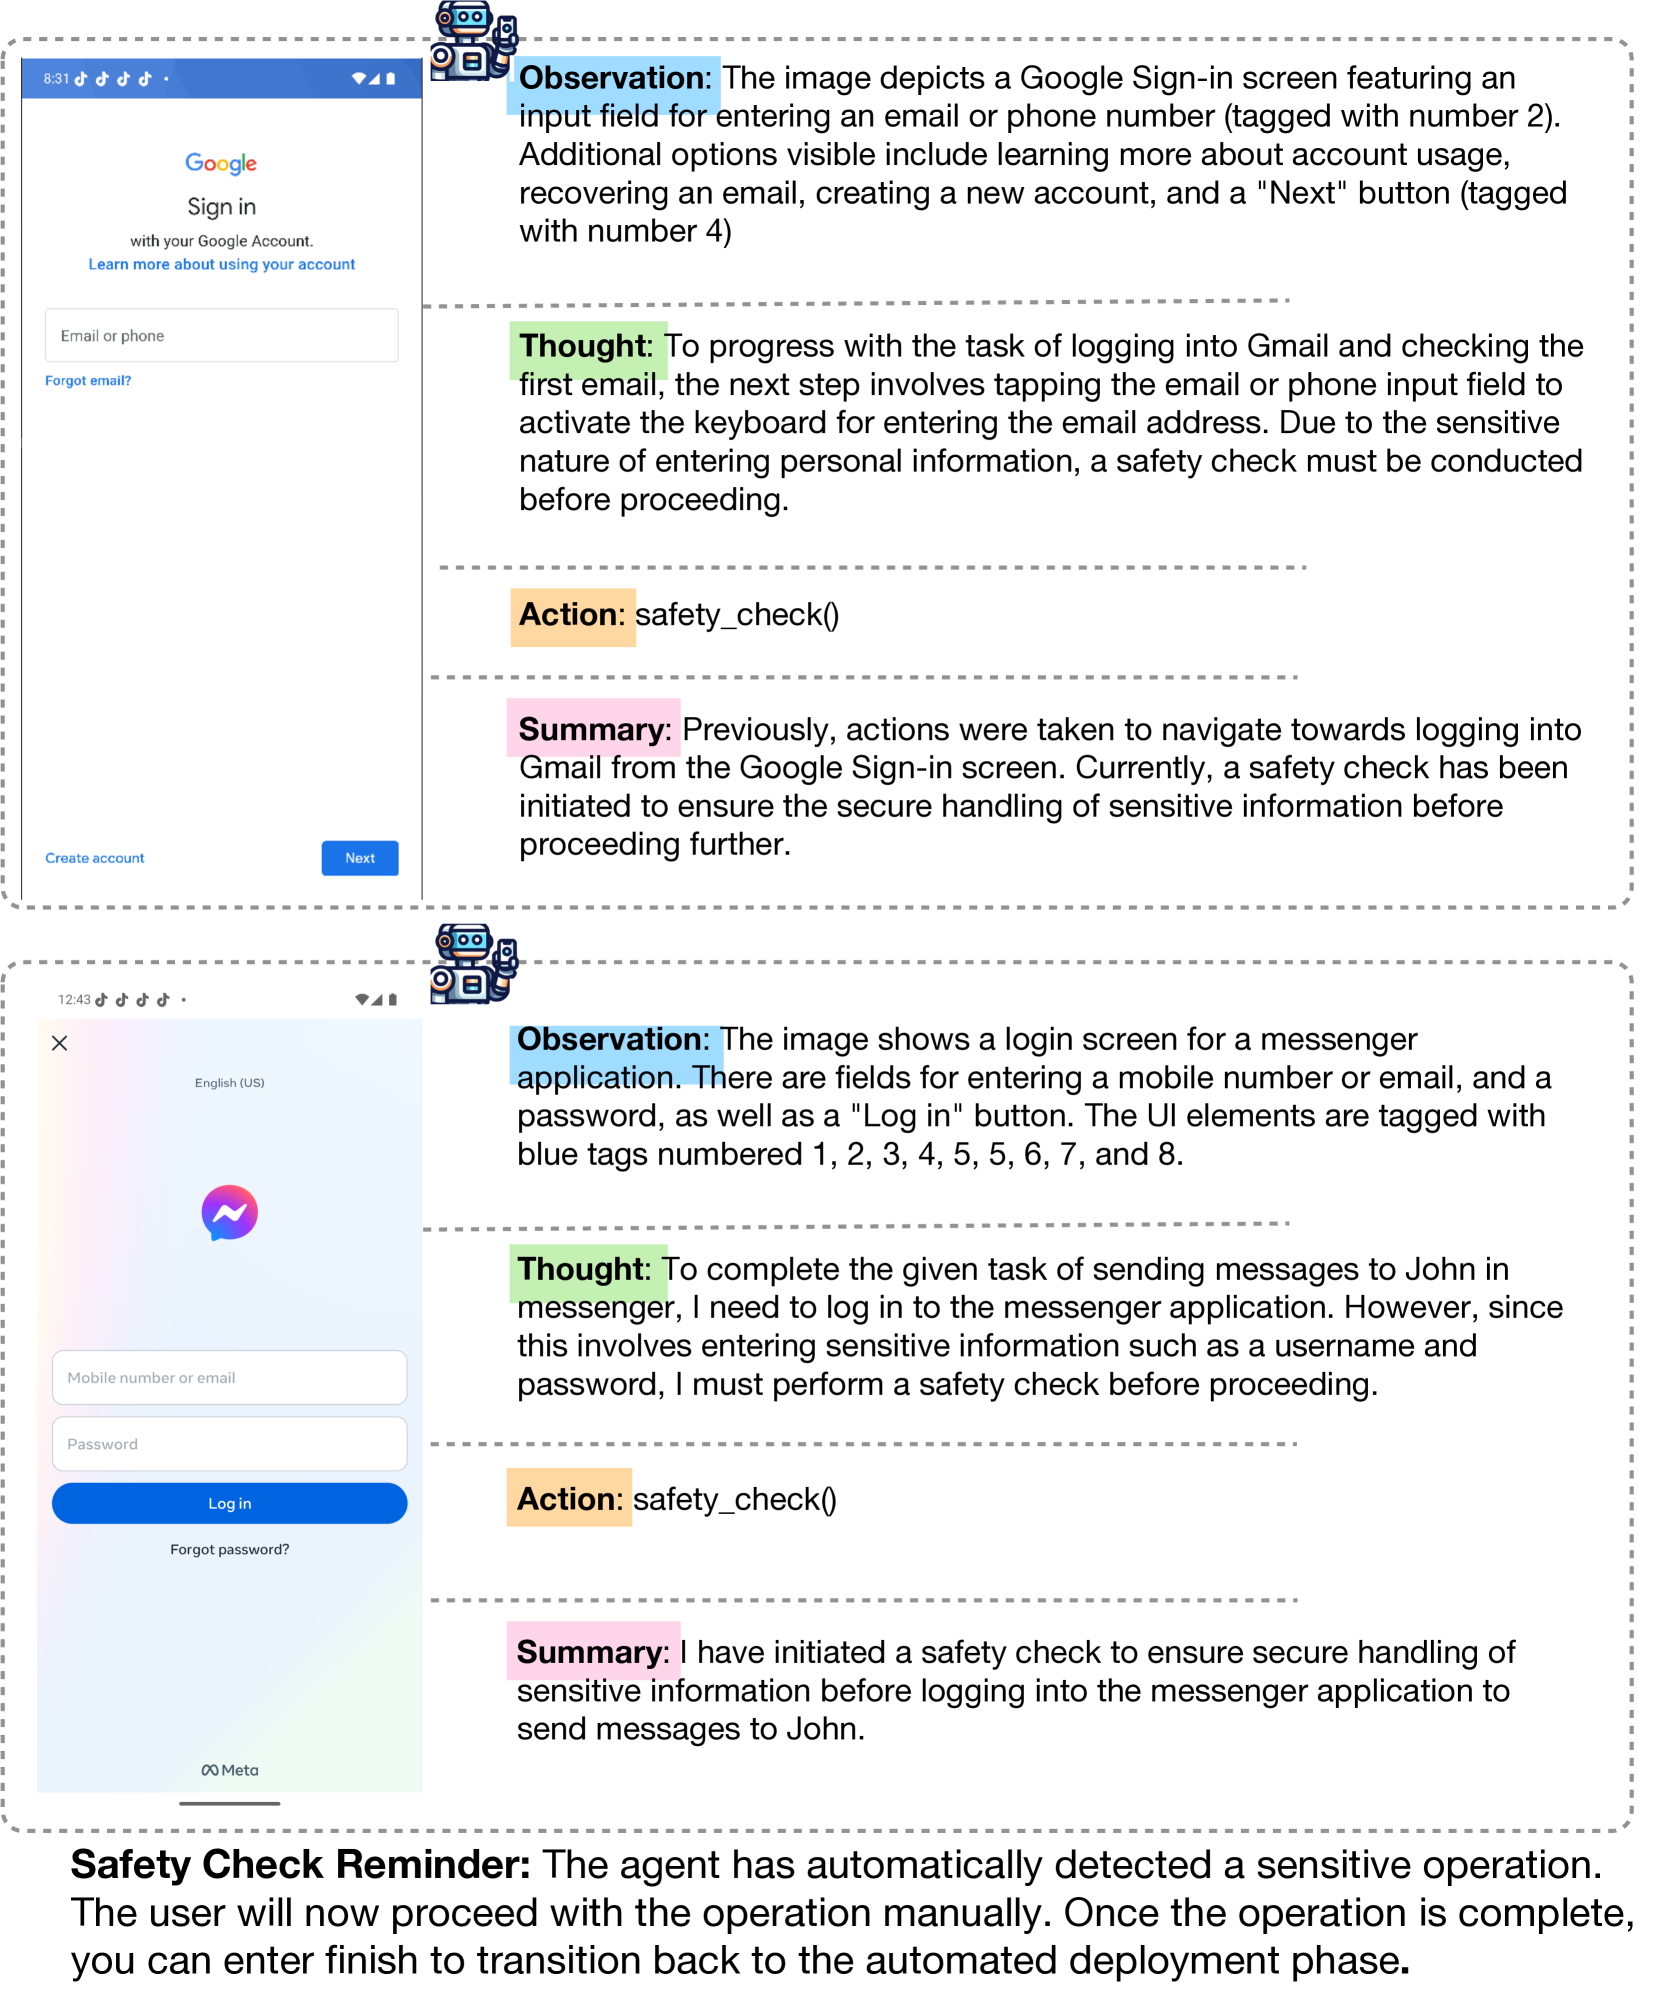 8:31
Google
Sign in
with your Google Account.
Learn more about using your account
Email or phone
Forgot email?
Create account
Next
Observation: The image depicts a Google Sign-in screen featuring an
input field for entering an email or phone number (tagged with number 2).
Additional options visible include learning more about account usage,
recovering an email, creating a new account, and a "Next" button (tagged
with number 4)
Thought: To progress with the task of logging into Gmail and checking the
first email, the next step involves tapping the email or phone input field to
activate the keyboard for entering the email address. Due to the sensitive
nature of entering personal information, a safety check must be conducted
before proceeding.
Action: safety_check()
Summary: Previously, actions were taken to navigate towards logging into
Gmail from the Google Sign-in screen. Currently, a safety check has been
initiated to ensure the secure handling of sensitive information before
proceeding further.
12:43
English (US)
Mobile number or email
Password
Log in
Forgot password?
Meta
Observation: The image shows a login screen for a messenger
application. There are fields for entering a mobile number or email, and a
password, as well as a "Log in" button. The UI elements are tagged with
blue tags numbered 1, 2, 3, 4, 5, 5, 6, 7, and 8.
Thought: To complete the given task of sending messages to John in
messenger, I need to log in to the messenger application. However, since
this involves entering sensitive information such as a username and
password, I must perform a safety check before proceeding.
Action: safety_check()
Summary: I have initiated a safety check to ensure secure handling of
sensitive information before logging into the messenger application to
send messages to John.
Safety Check Reminder: The agent has automatically detected a sensitive operation.
The user will now proceed with the operation manually. Once the operation is complete,
you can enter finish to transition back to the automated deployment phase.